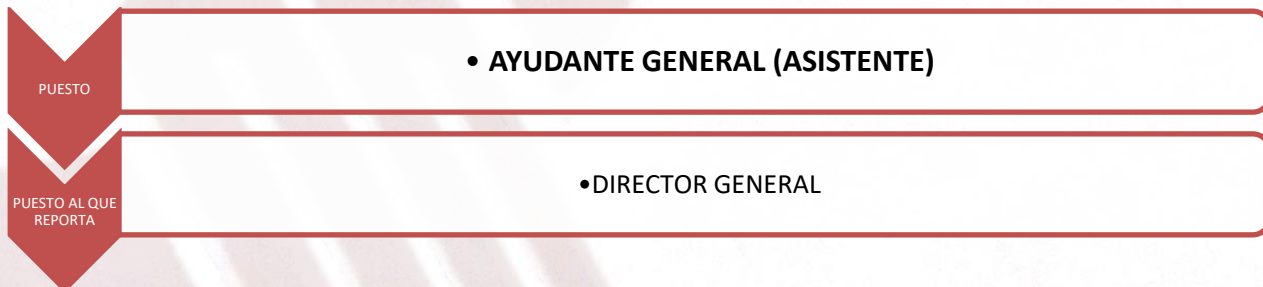 PUESTO
• AYUDANTE GENERAL (ASISTENTE)
PUESTO AL QUE
REPORTA
•DIRECTOR GENERAL